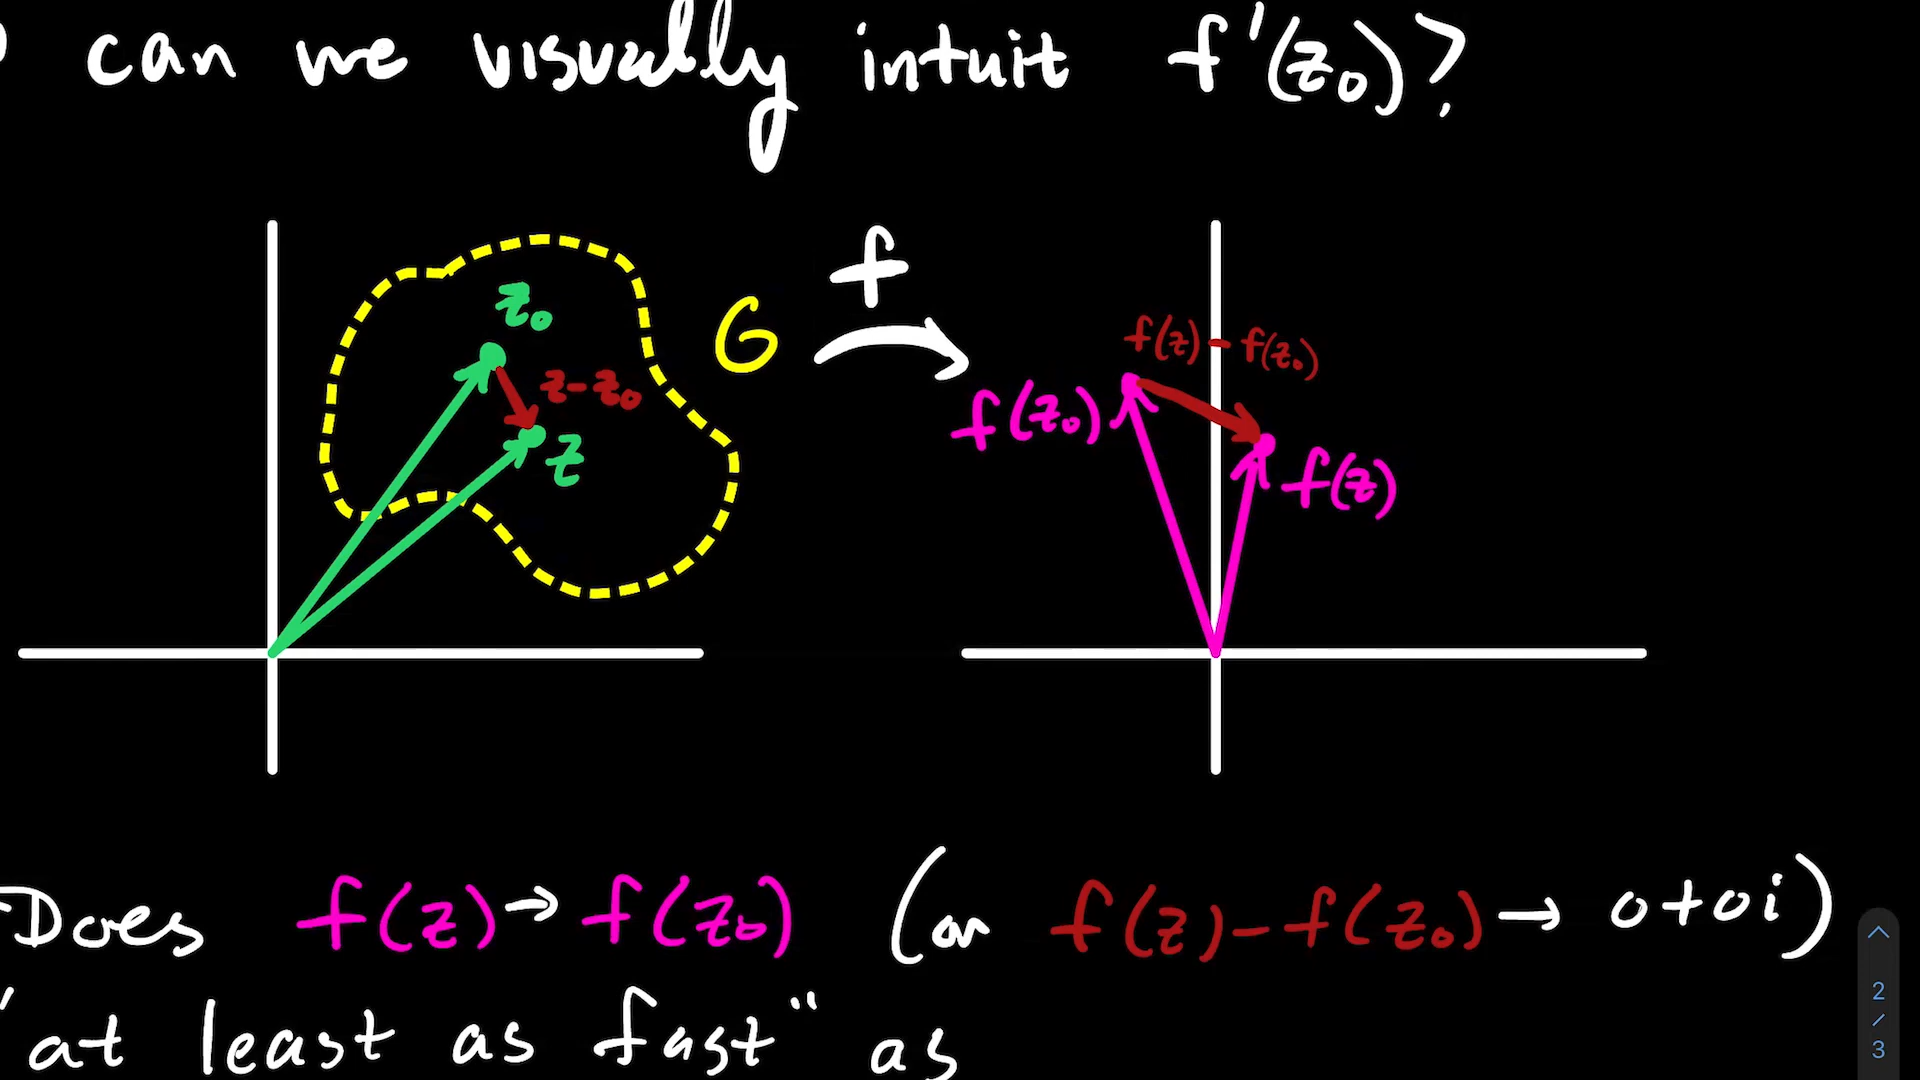 can we visually intuit f'(z₀)?
z₀
G
f
f(z) - f(z₀)
z-z₀
f(z₀)
z
f(z)
Does f(z)→f(z₀) (or f(z)-f(z₀)→ 0+0i)
"at least as fast" as
2
/
3